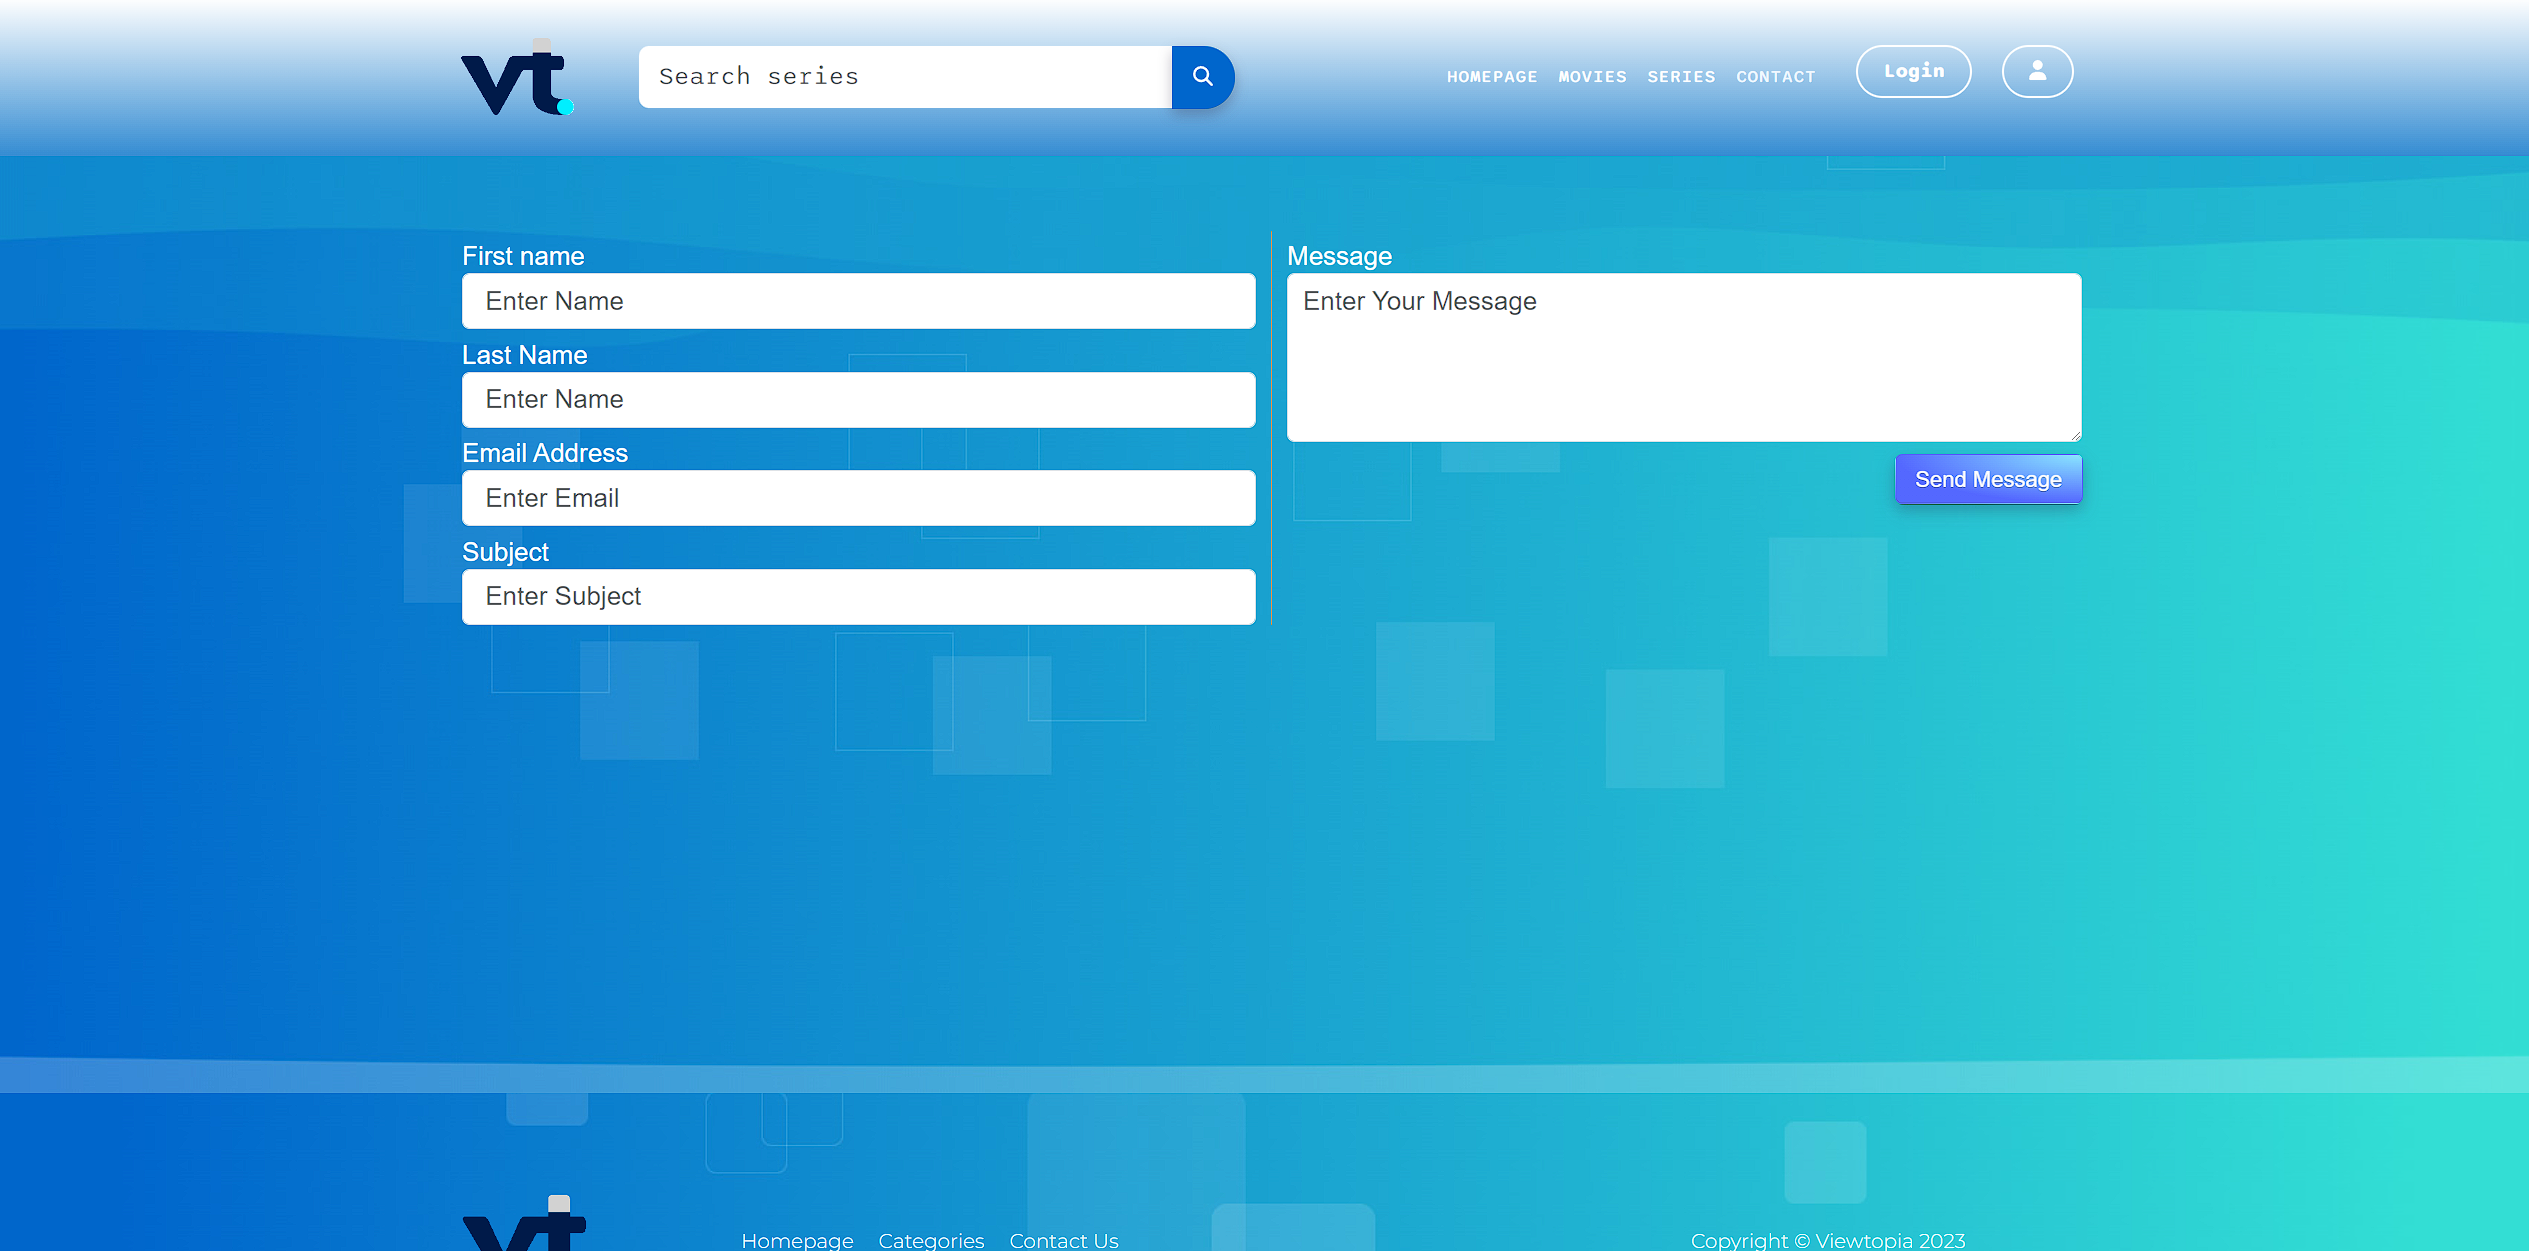 vt.
Search series
HOMEPAGE MOVIES SERIES CONTACT
Login
First name
Enter Name
Last Name
Enter Name
Email Address
Enter Email
Subject
Enter Subject
Message
Enter Your Message
Send Message
vt
Homepage Categories Contact Us
Copyright © Viewtopia 2023